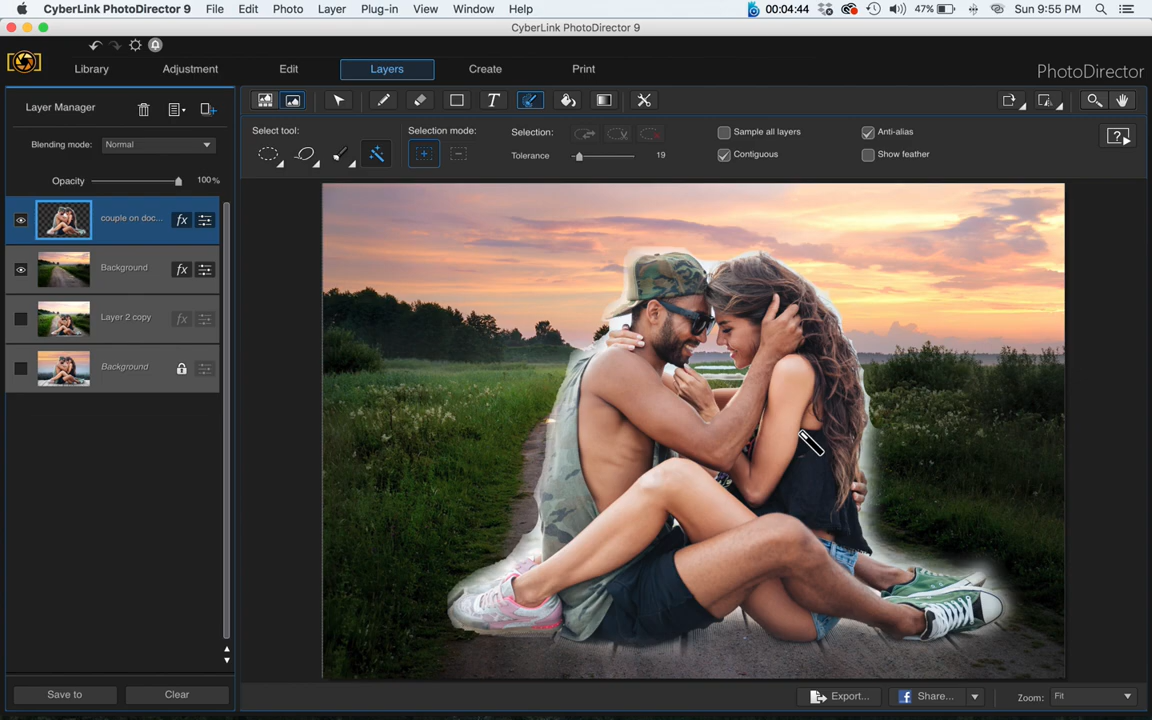 CyberLink PhotoDirector 9 File Edit Photo Layer Plug-in View Window Help 00:04:44 47% Sun 9:55 PM
CyberLink PhotoDirector 9
Library Adjustment Edit Layers Create Print PhotoDirector
Layer Manager
Blending mode: Normal
Opacity 100 %
couple on doc... fx
Background fx
Layer 2 copy fx
Background
Save to Clear
T
Select tool: Selection mode: Selection: Sample all layers Anti-alias
Tolerance 19 Contiguous Show feather
Export... Share... Zoom: Fit